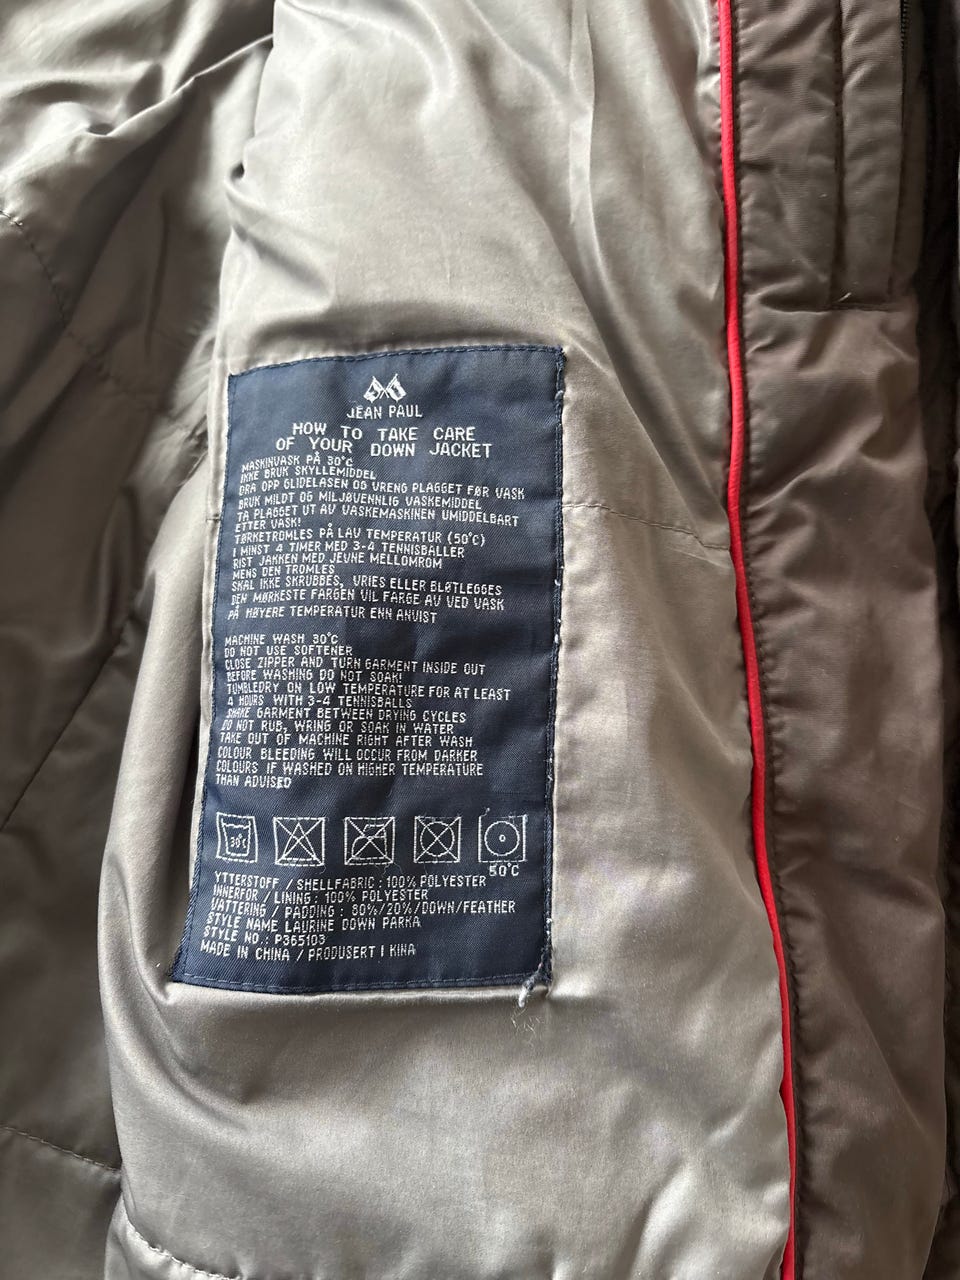 JEAN PAUL
HOW TO TAKE CARE
OF YOUR DOWN JACKET
MASKINVASK PÅ 30°C
IKKE BRUK SKYLLEMIDDEL
DRA OPP GLIDELASEN OG VRENG PLAGGET FØR VASK
BRUK MILDT OG MILJØVENNLIG VASKEMIDDEL
TA PLAGGET UT AV VASKEMASKINEN UMIDDELBART
ETTER VASK!
TØRKETROMLES PÅ LAV TEMPERATUR (50°C)
I MINST 4 TIMER MED 3-4 TENNISBALLER
RIST JAKKEN MED JEVNE MELLOMROM
MENS DEN TROMLES
SKAL IKKE SKRUBBES, VRIES ELLER BLØTLEGGES
DEN MØRKESTE FARGEN VIL FARGE AV VED VASK
PÅ HØYERE TEMPERATUR ENN ANVIST
MACHINE WASH 30°C
DO NOT USE SOFTENER
CLOSE ZIPPER AND TURN GARMENT INSIDE OUT
BEFORE WASHING DO NOT SOAK!
TUMBLEDRY ON LOW TEMPERATURE FOR AT LEAST
4 HOURS WITH 3-4 TENNISBALLS
SHAKE GARMENT BETWEEN DRYING CYCLES
DO NOT RUB, WRING OR SOAK IN WATER
TAKE OUT OF MACHINE RIGHT AFTER WASH
COLOUR BLEEDING WILL OCCUR FROM DARKER
COLOURS IF WASHED ON HIGHER TEMPERATURE
THAN ADVISED
30°C
50°C
YTTERSTOFF / SHELLFABRIC : 100% POLYESTER
INNERFOR / LINING : 100% POLYESTER
VATTERING / PADDING : 80%/20%/DOWN/FEATHER
STYLE NAME LAURINE DOWN PARKA
STYLE NO.: P365103
MADE IN CHINA / PRODUSERT I KINA